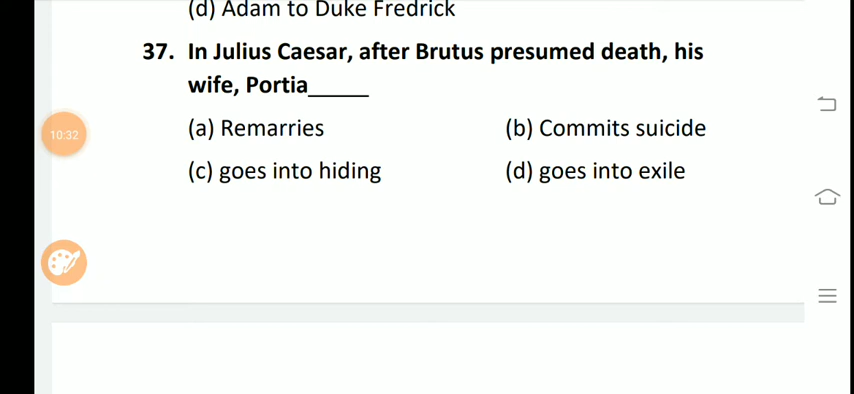 (d) Adam to Duke Fredrick
37. In Julius Caesar, after Brutus presumed death, his
wife, Portia_____
(a) Remarries (b) Commits suicide
10:32
(c) goes into hiding (d) goes into exile